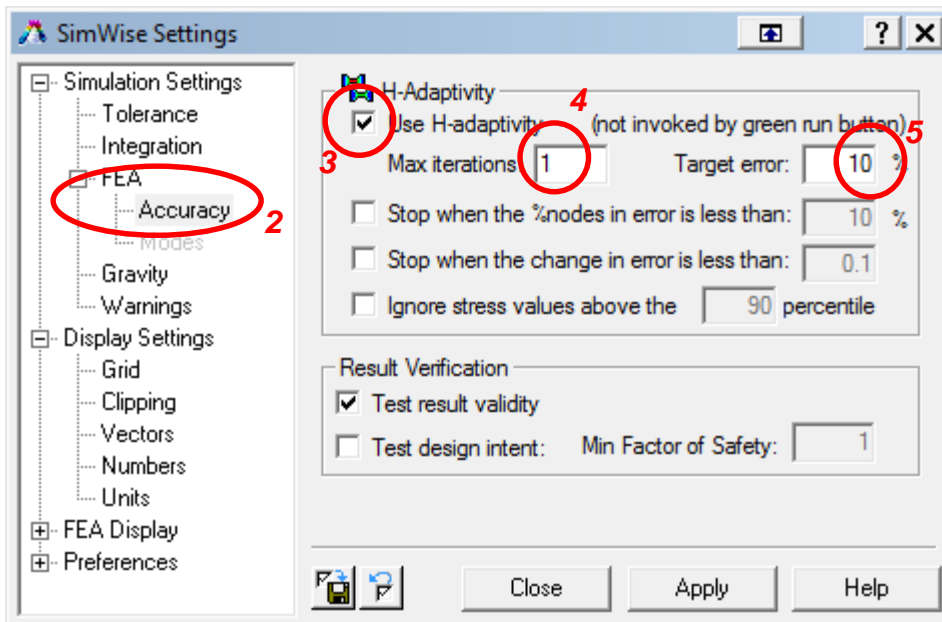 SimWise Settings
?
Simulation Settings
Tolerance
Integration
FEA
Accuracy
2
Modes
Gravity
Warnings
Display Settings
Grid
Clipping
Vectors
Numbers
Units
FEA Display
Preferences
H-Adaptivity
4
3
Use H-adaptivity (not invoked by green run button)
5
Max iterations 1 Target error: 10 %
Stop when the %nodes in error is less than: 10 %
Stop when the change in error is less than: 0.1
Ignore stress values above the 90 percentile
Result Verification
Test result validity
Test design intent: Min Factor of Safety: 1
Close Apply Help